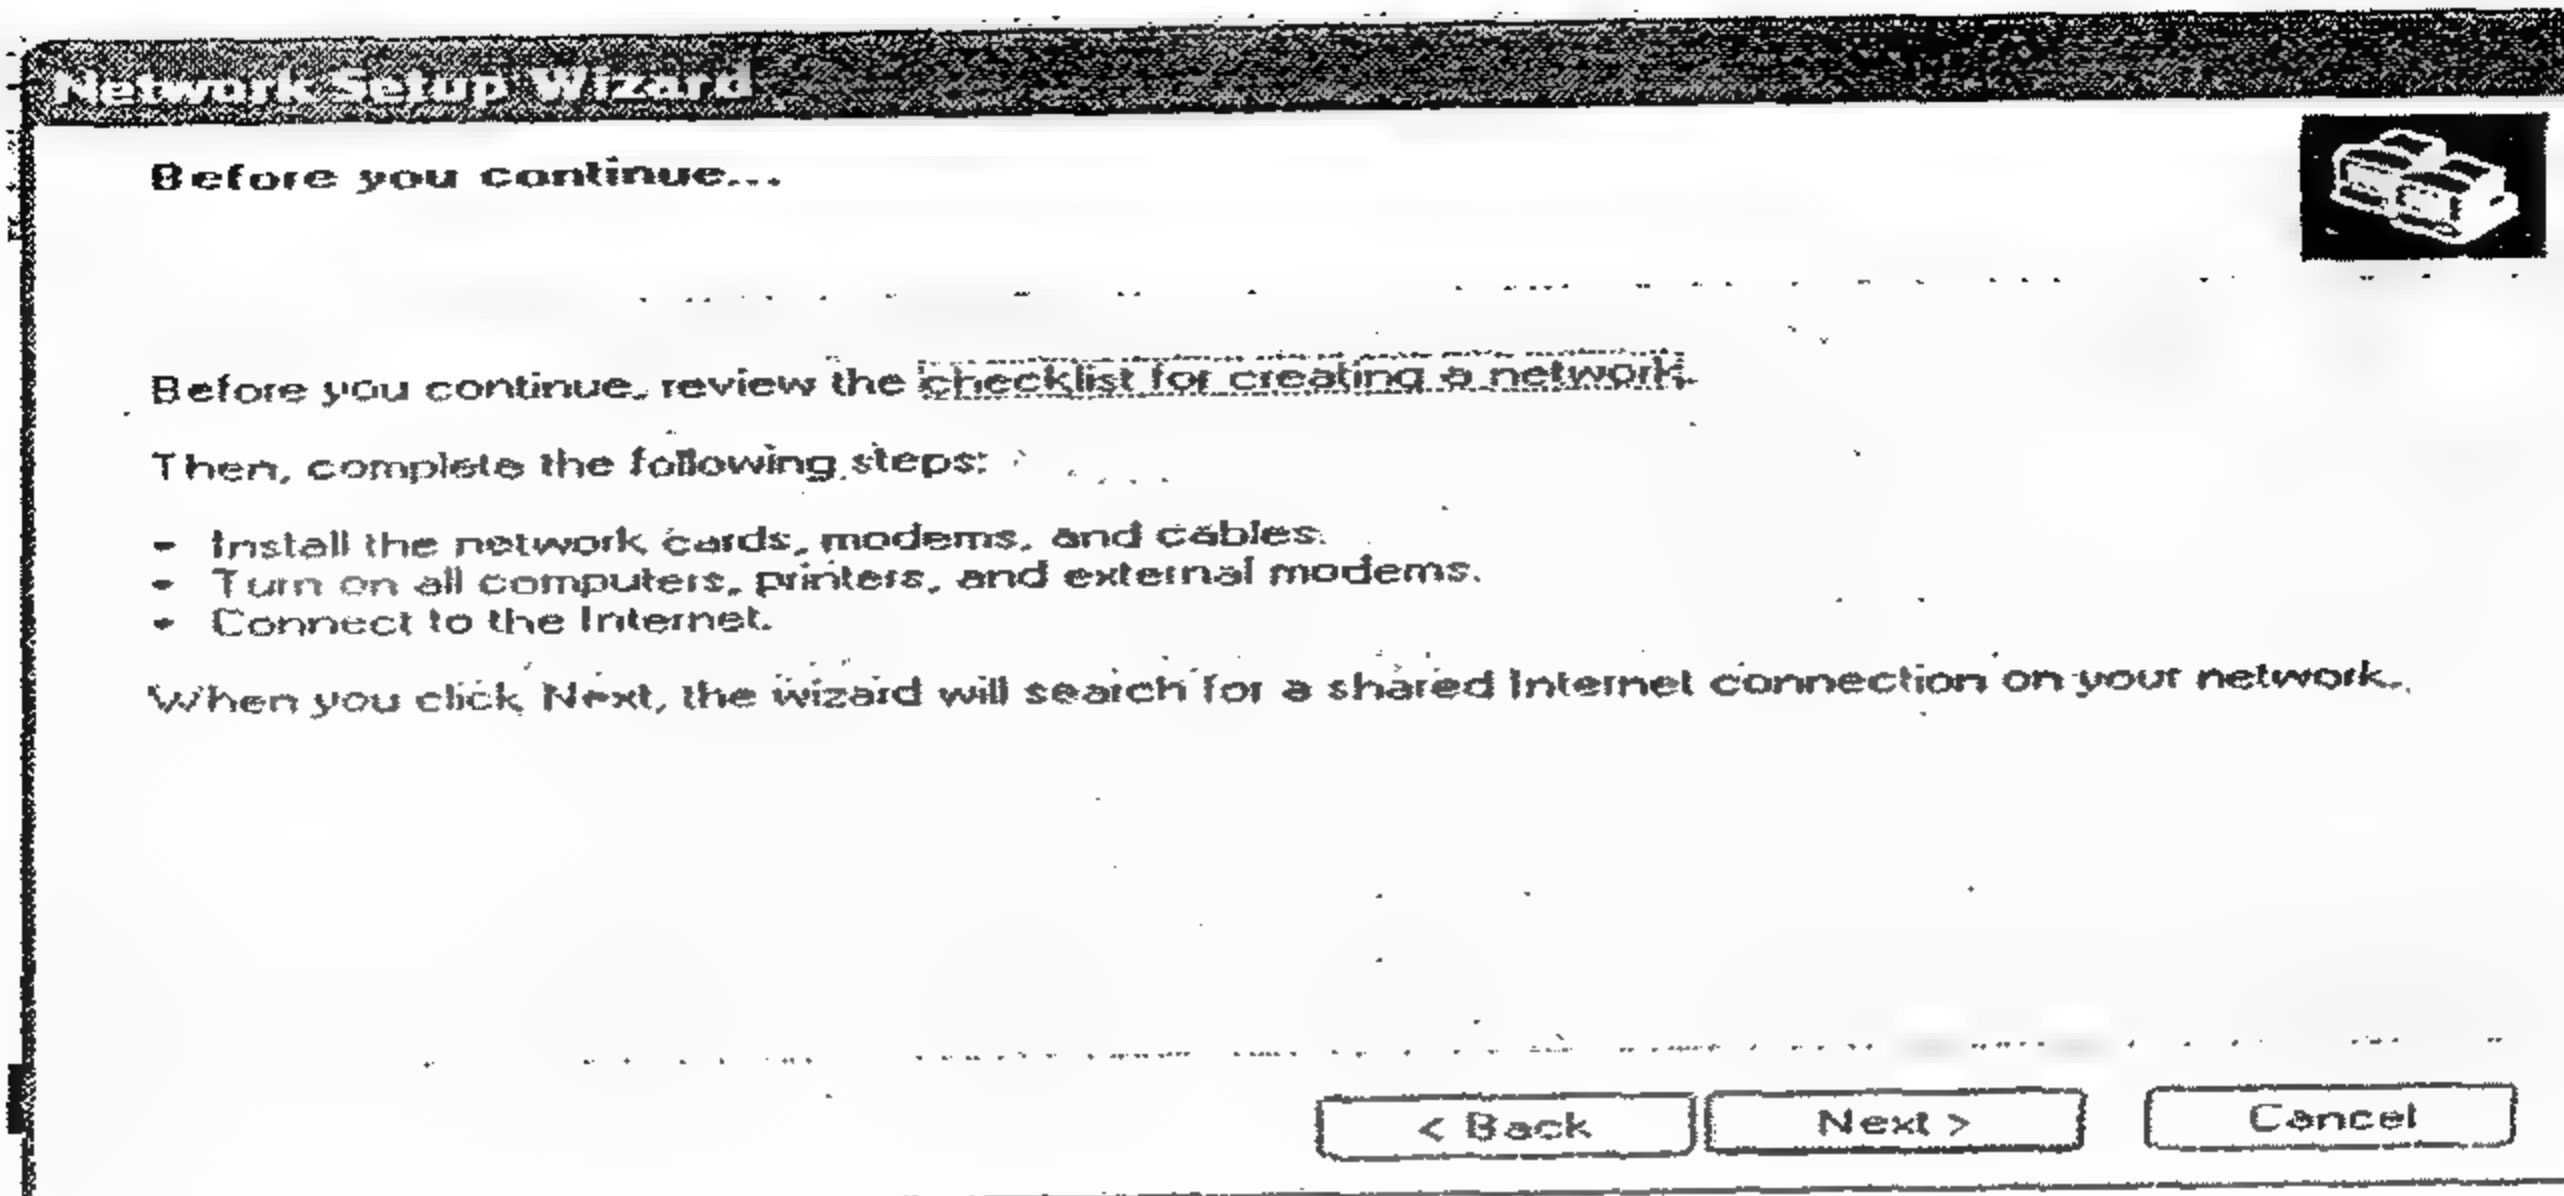 Network Setup Wizard
Before you continue...
Before you continue, review the checklist for creating a network.
Then, complete the following steps:
- Install the network cards, modems, and cables.
- Turn on all computers, printers, and external modems.
- Connect to the Internet.
When you click Next, the wizard will search for a shared Internet connection on your network.
< Back
Next >
Cancel